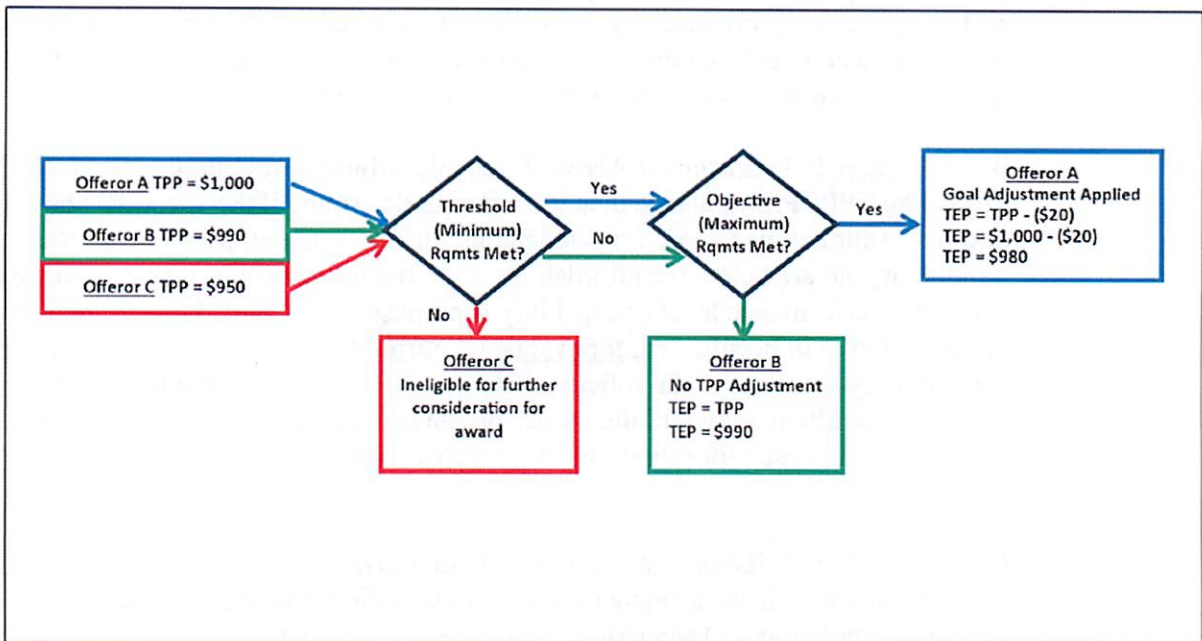 Offeror A TPP = $1,000
Offeror B TPP = $990
Offeror C TPP = $950
Threshold
(Minimum)
Rqmts Met?
Yes
No
No
Objective
(Maximum)
Rqmts Met?
Yes
Offeror A
Goal Adjustment Applied
TEP = TPP - ($20)
TEP = $1,000 - ($20)
TEP = $980
Offeror C
Ineligible for further
consideration for
award
Offeror B
No TPP Adjustment
TEP = TPP
TEP = $990